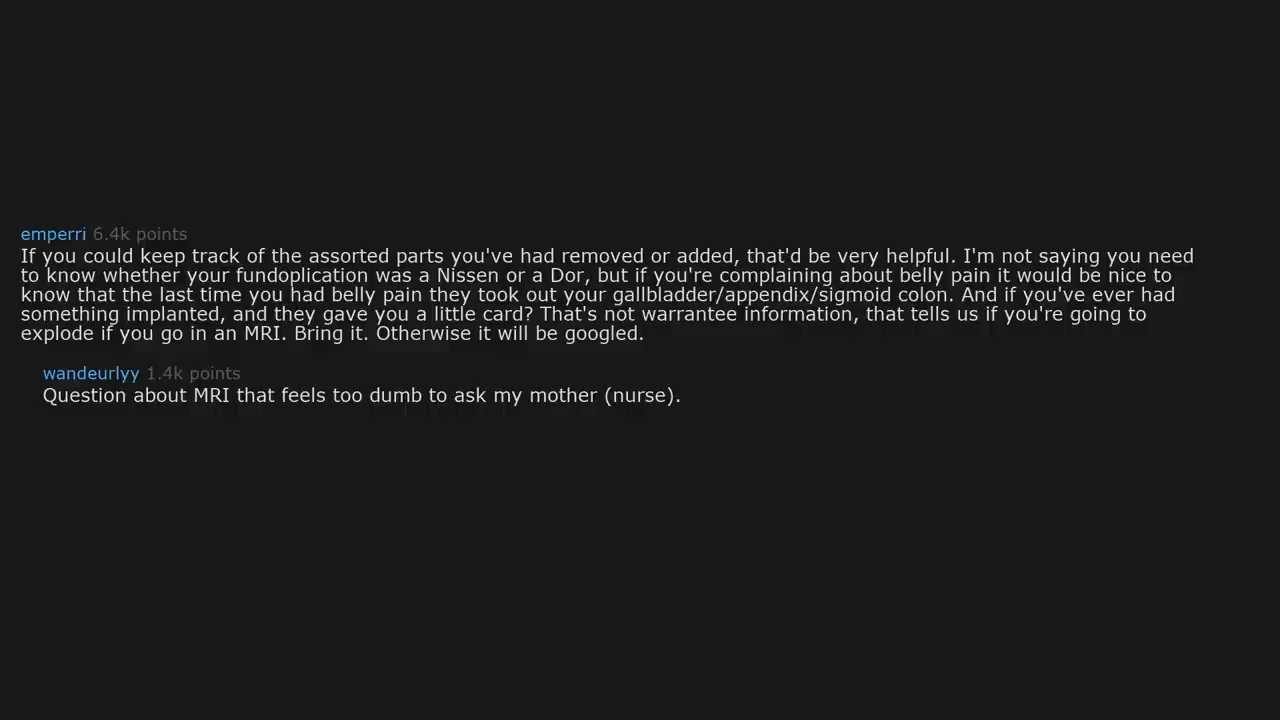 emperri 6.4k points
If you could keep track of the assorted parts you've had removed or added, that'd be very helpful. I'm not saying you need
to know whether your fundoplication was a Nissen or a Dor, but if you're complaining about belly pain it would be nice to
know that the last time you had belly pain they took out your gallbladder/appendix/sigmoid colon. And if you've ever had
something implanted, and they gave you a little card? That's not warrantee information, that tells us if you're going to
explode if you go in an MRI. Bring it. Otherwise it will be googled.
wandeurlyy 1.4k points
Question about MRI that feels too dumb to ask my mother (nurse).